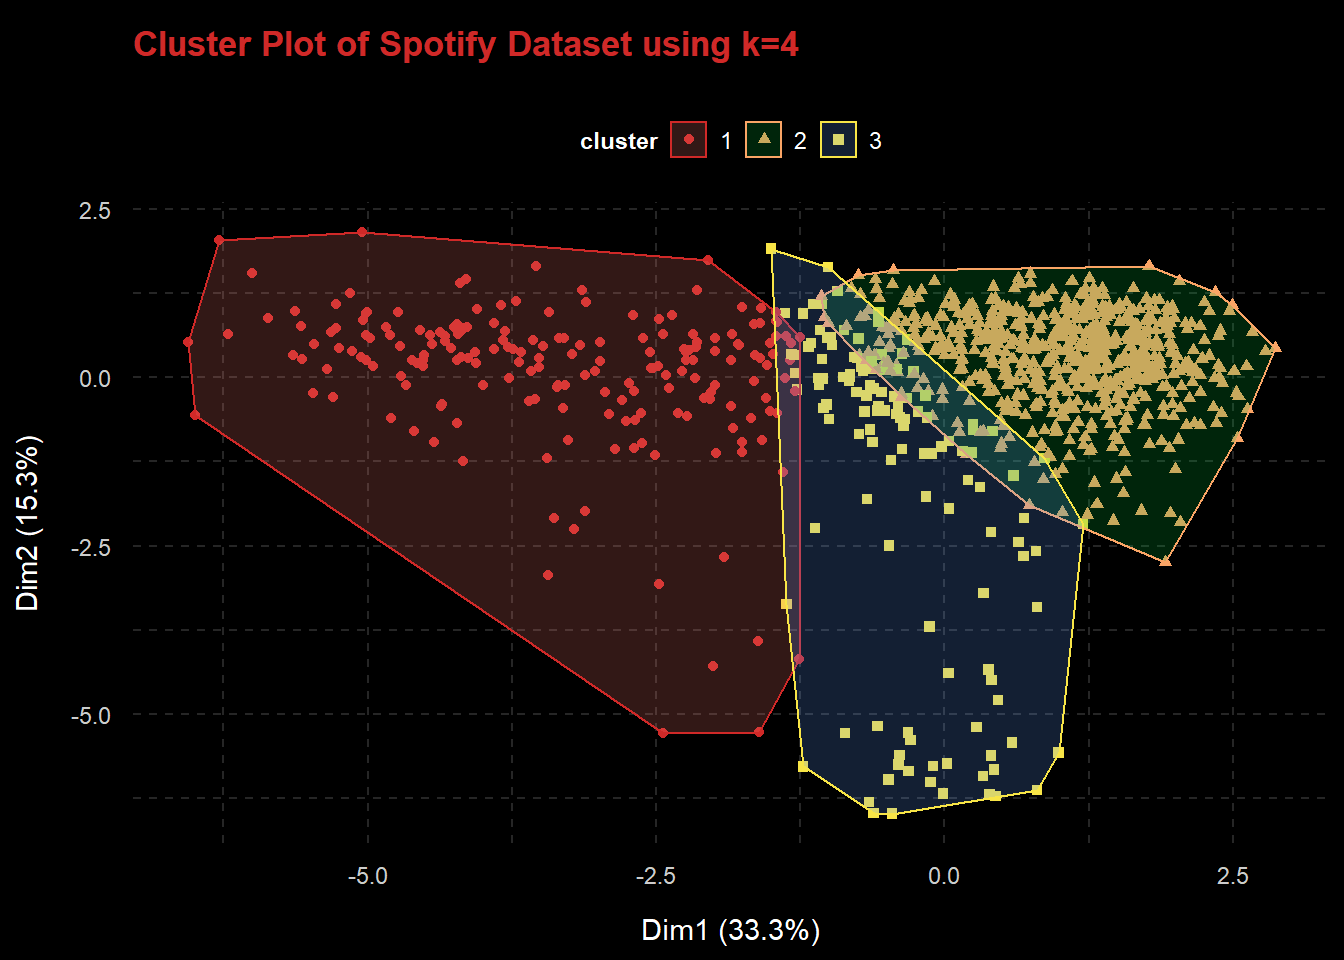 Cluster Plot of Spotify Dataset using k=4
cluster 1 2 3
2.5
0.0
-2.5
-5.0
Dim2 (15.3%)
-5.0 -2.5 0.0 2.5
Dim1 (33.3%)